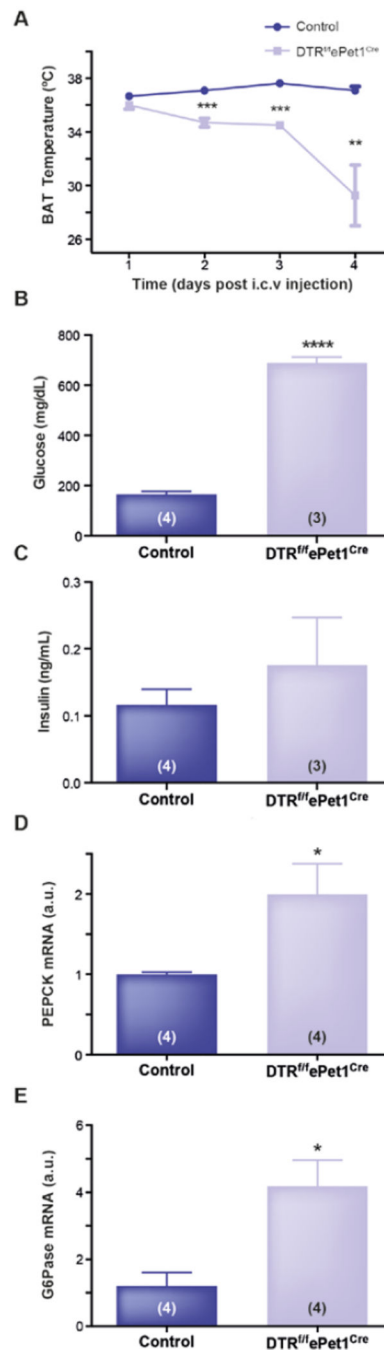 A
Control
DTRf/fePet1Cre
BAT Temperature (°C)
38
34
30
26
***
***
**
1 2 3 4
Time (days post i.c.v injection)
B
Glucose (mg/dL)
800
600
400
200
0
****
(4) (3)
Control DTRf/fePet1Cre
C
Insulin (ng/mL)
0.3
0.2
0.1
0.0
(4) (3)
Control DTRf/fePet1Cre
D
PEPCK mRNA (a.u.)
2
1
0
*
(4) (4)
Control DTRf/fePet1Cre
E
G6Pase mRNA (a.u.)
6
4
2
0
*
(4) (4)
Control DTRf/fePet1Cre